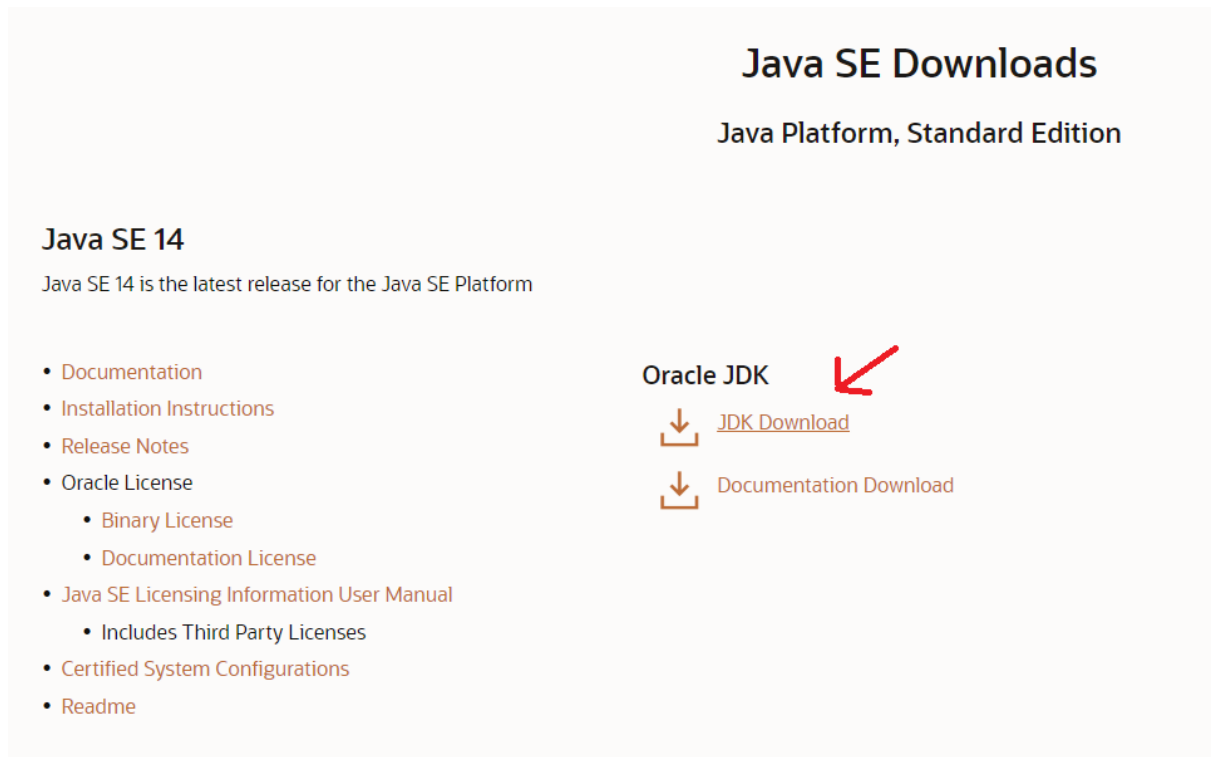 Java SE Downloads
Java Platform, Standard Edition
Java SE 14
Java SE 14 is the latest release for the Java SE Platform
• Documentation
• Installation Instructions
• Release Notes
• Oracle License
• Binary License
• Documentation License
• Java SE Licensing Information User Manual
• Includes Third Party Licenses
• Certified System Configurations
• Readme
Oracle JDK
JDK Download
Documentation Download